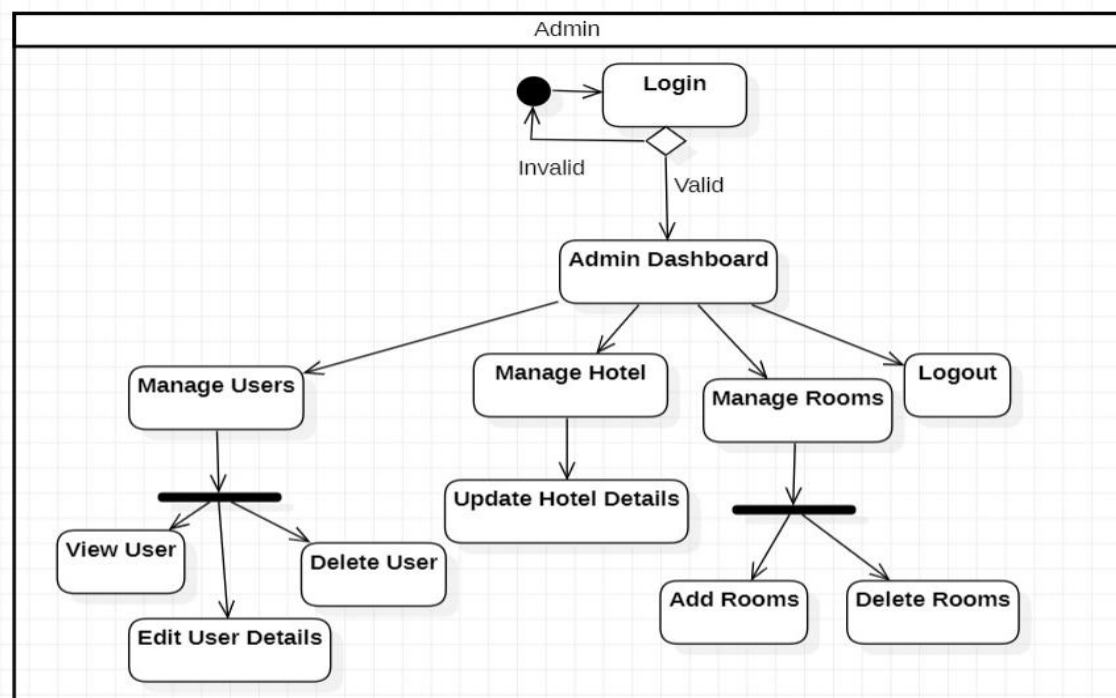 Admin
Login
Invalid
Valid
Admin Dashboard
Manage Users
Manage Hotel
Manage Rooms
Logout
Update Hotel Details
View User
Delete User
Edit User Details
Add Rooms
Delete Rooms